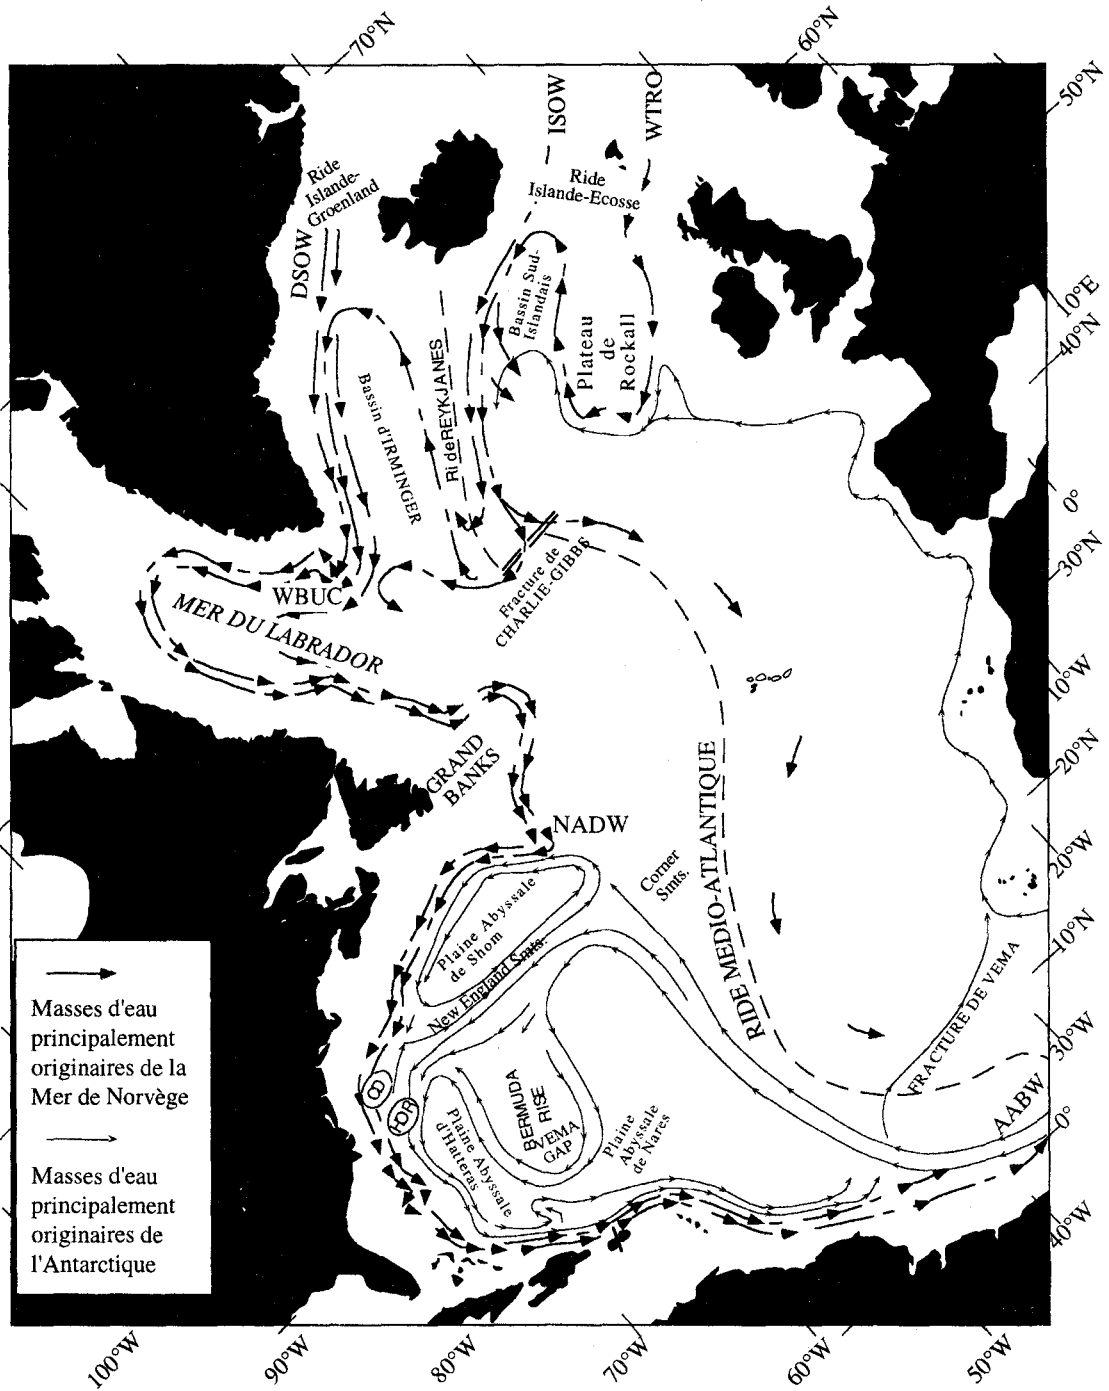 70°N
60°N
50°N
ISOW
WTRO
Ride
Islande-
Groenland
Ride
Islande-Ecosse
DSOW
Bassin Sud-
Islandais
10°E
40°N
Plateau
de
Rockall
Ri de REYKJANES
Bassin d'IRMINGER
0°
30°N
Fracture de
CHARLIE-GIBBS
WBUC
MER DU LABRADOR
10°W
20°N
GRAND
BANKS
NADW
RIDE MEDIO-ATLANTIQUE
Corner
Smts.
20°W
10°N
Plaine Abyssale
de Shom
New England Smts.
FRACTURE DE VEMA
30°W
Masses d'eau
principalement
originaires de la
Mer de Norvège
Masses d'eau
principalement
originaires de
l'Antarctique
BERMUDA
RISE
VEMA
GAP
Plaine
Abyssale
de Nares
Plaine Abyssale
d'Hatteras
AABW
0°
40°W
100°W
90°W
80°W
70°W
60°W
50°W